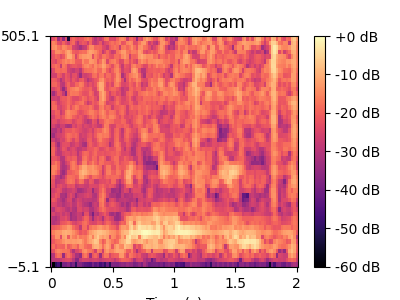 Mel Spectrogram
505.1
−5.1
0
0.5
1
1.5
2
+0 dB
-10 dB
-20 dB
-30 dB
-40 dB
-50 dB
-60 dB